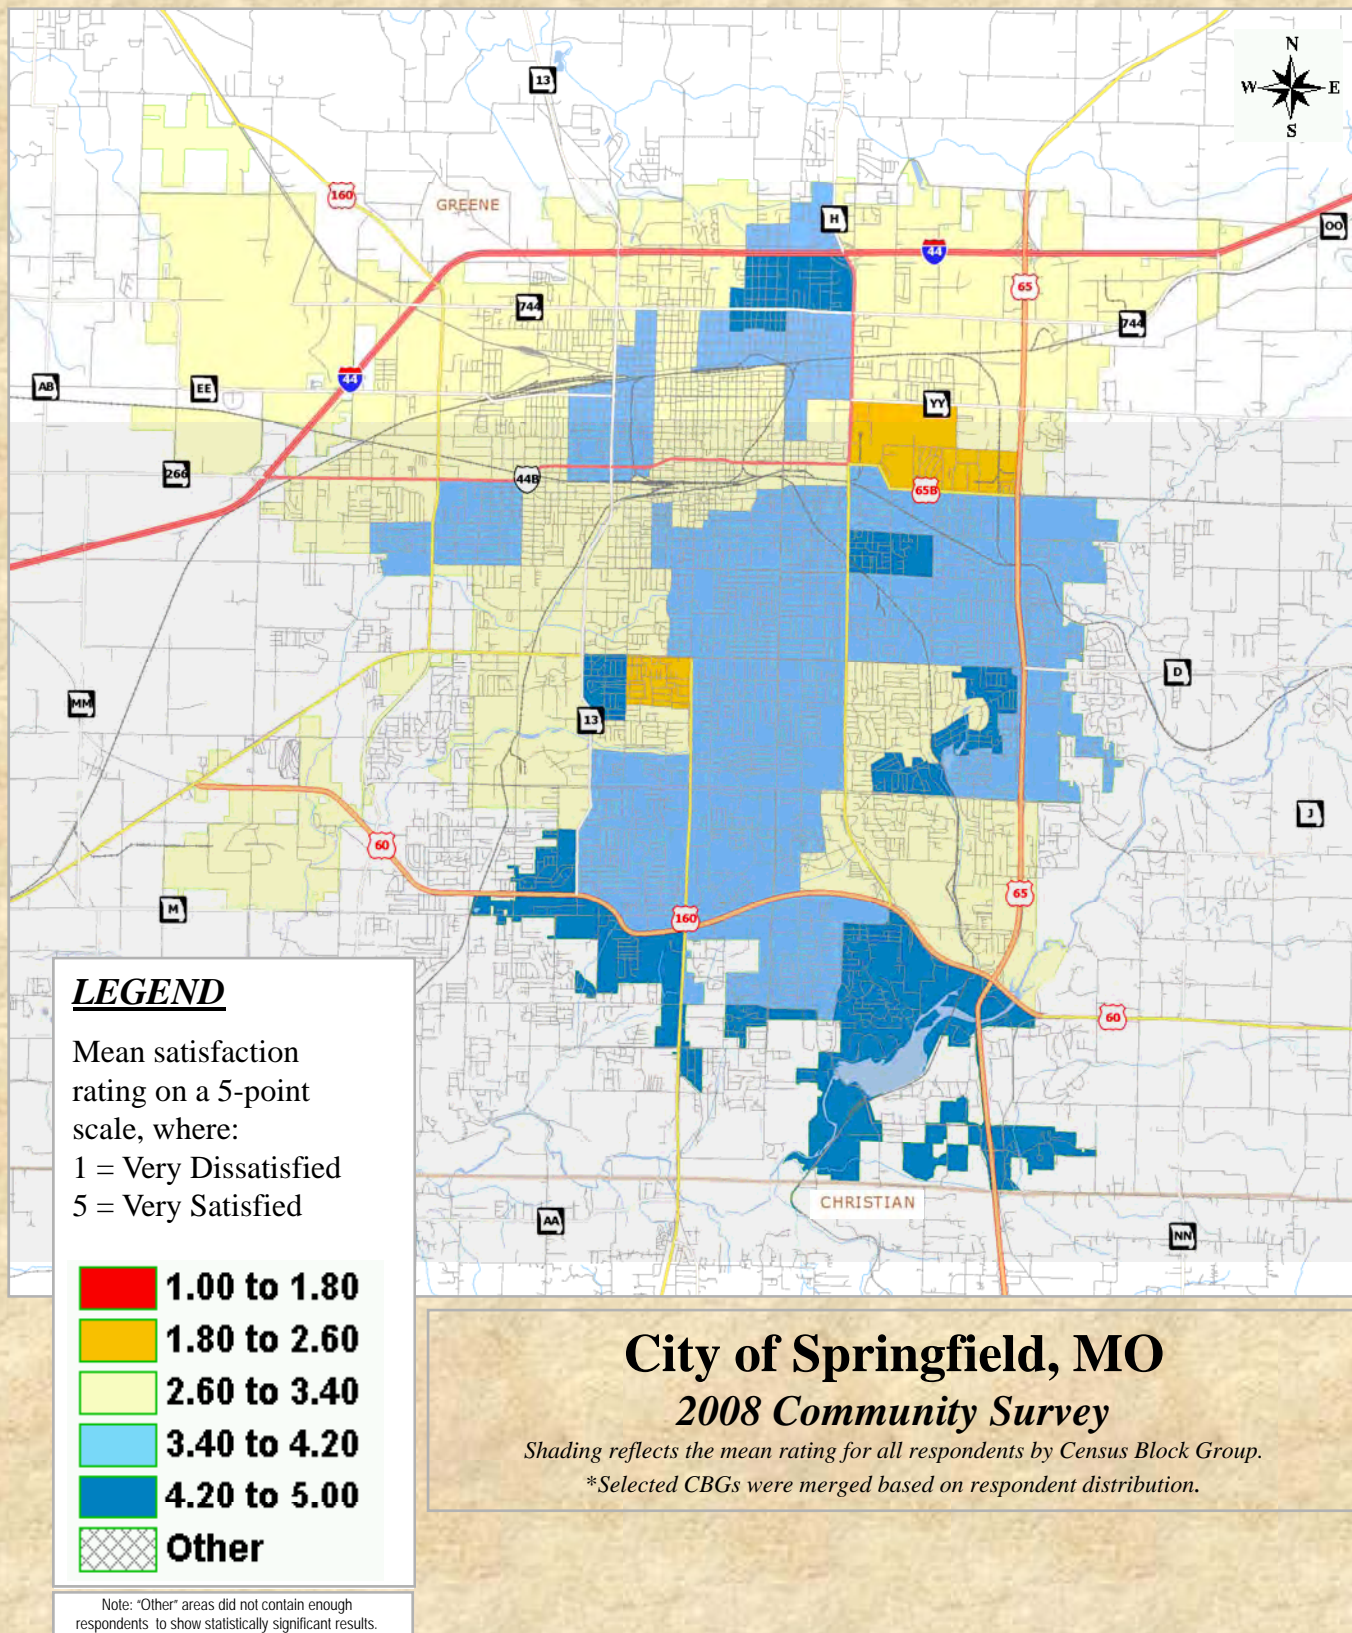 N
W E
S
13
160
GREENE
H
OO
44
65
744
744
44
AB
EE
YY
266
44B
65B
D
MM
13
J
60
65
M
160
60
LEGEND
Mean satisfaction
rating on a 5-point
scale, where:
1 = Very Dissatisfied
5 = Very Satisfied
CHRISTIAN
AA
NN
1.00 to 1.80
1.80 to 2.60
2.60 to 3.40
3.40 to 4.20
4.20 to 5.00
Other
Note: "Other" areas did not contain enough
respondents to show statistically significant results.
City of Springfield, MO
2008 Community Survey
Shading reflects the mean rating for all respondents by Census Block Group.
*Selected CBGs were merged based on respondent distribution.